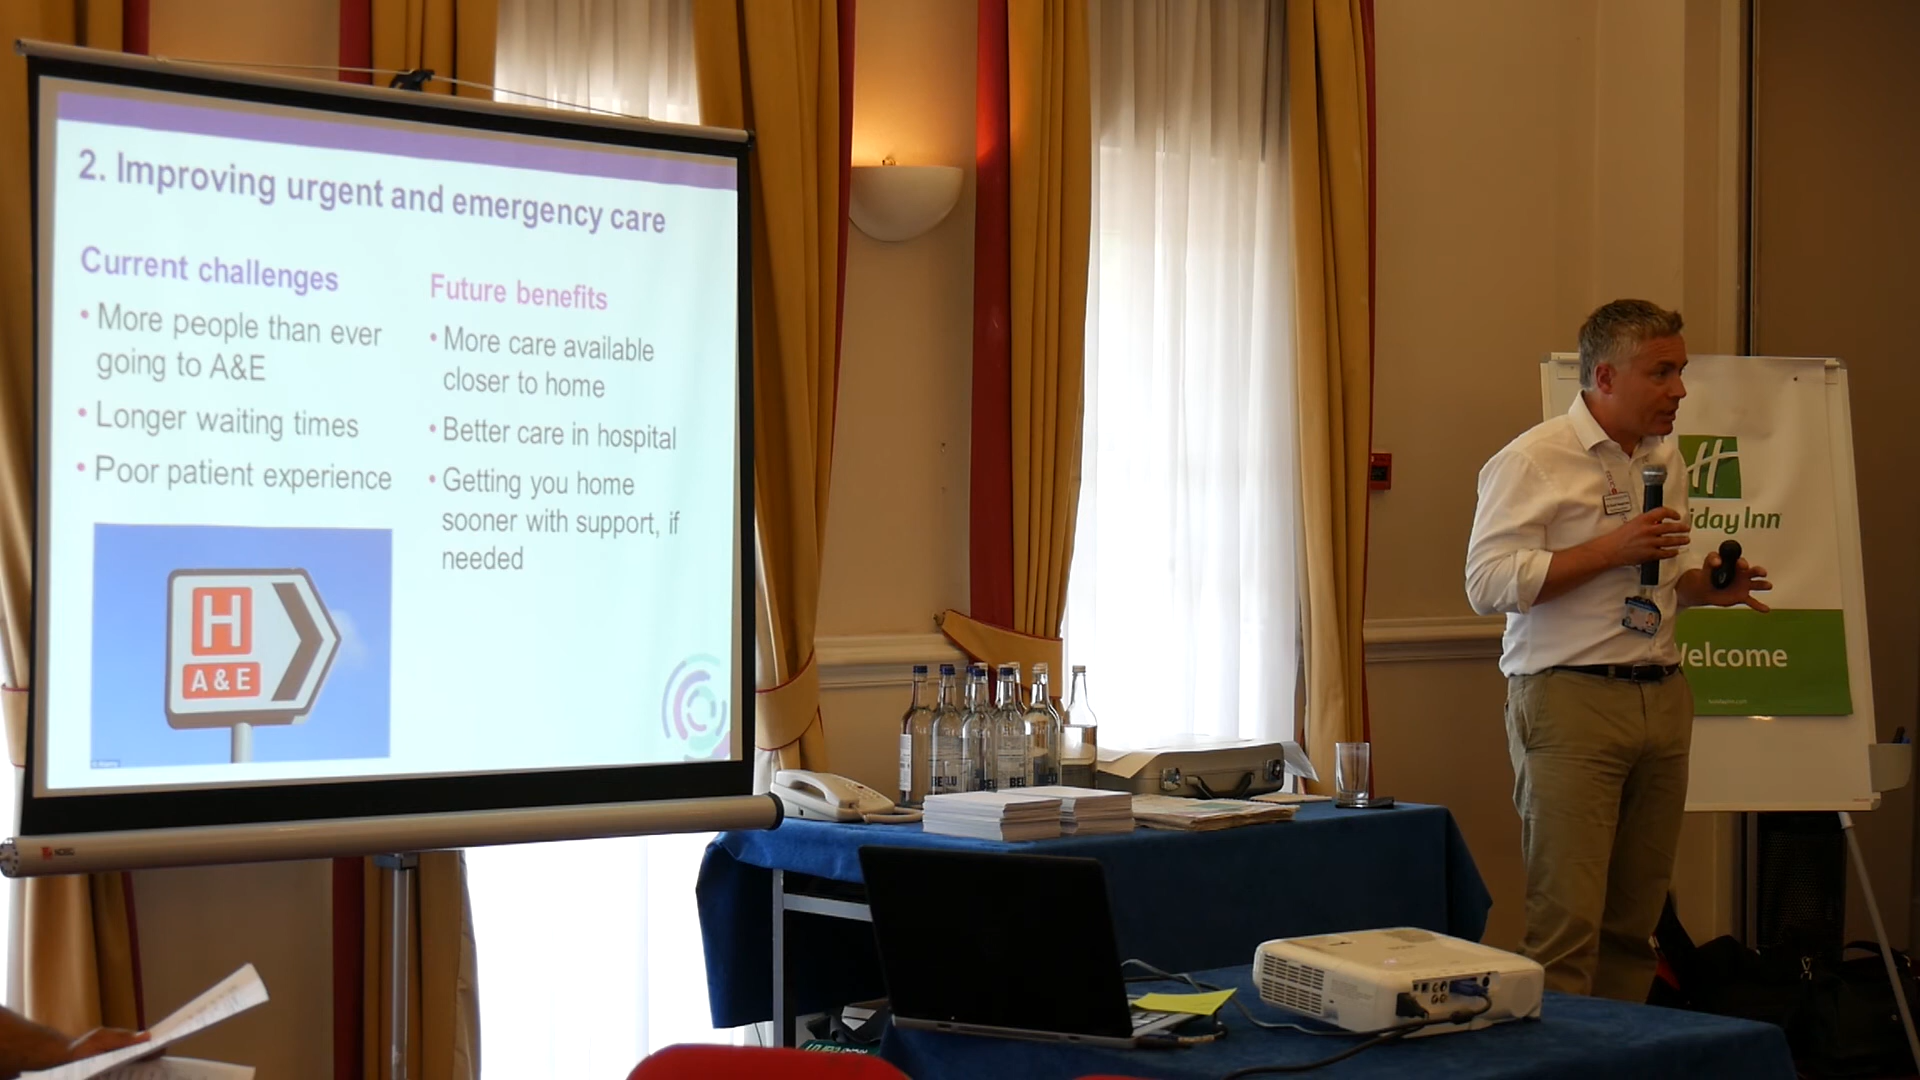 2. Improving urgent and emergency care
Current challenges
• More people than ever
going to A&E
• Longer waiting times
• Poor patient experience
Future benefits
• More care available
closer to home
• Better care in hospital
• Getting you home
sooner with support, if
needed
H
A&E
iday Inn
Welcome
BELU